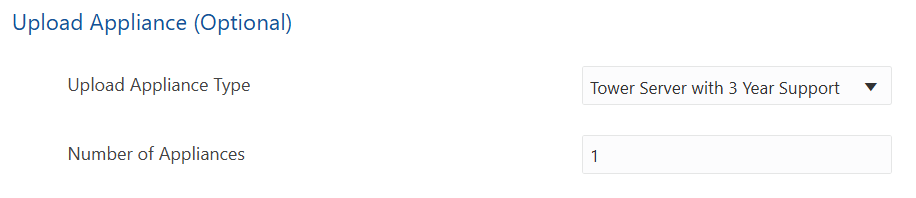 Upload Appliance (Optional)
Upload Appliance Type
Tower Server with 3 Year Support
Number of Appliances
1